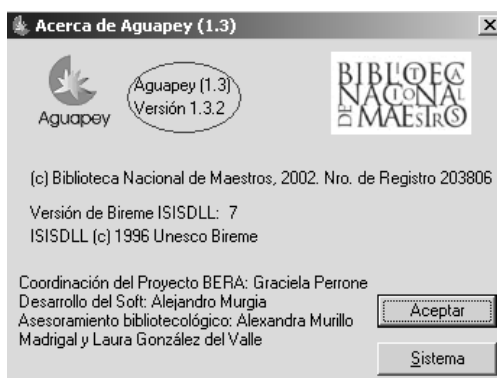 Acerca de Aguapey (1.3)
Aguapey
Aguapey (1.3)
Versión 1.3.2
BIBLIOTECA
NACIONAL
DE MAESTROS
(c) Biblioteca Nacional de Maestros, 2002. Nro. de Registro 203806
Versión de Bireme ISISDLL: 7
ISISDLL (c) 1996 Unesco Bireme
Coordinación del Proyecto BERA: Graciela Perrone
Desarrollo del Soft: Alejandro Murgia
Asesoramiento bibliotecológico: Alexandra Murillo
Madrigal y Laura González del Valle
Aceptar
Sistema